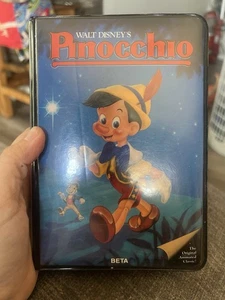 WALT DISNEY'S
Pinocchio
BETA
The
Original
Animated
Classic!